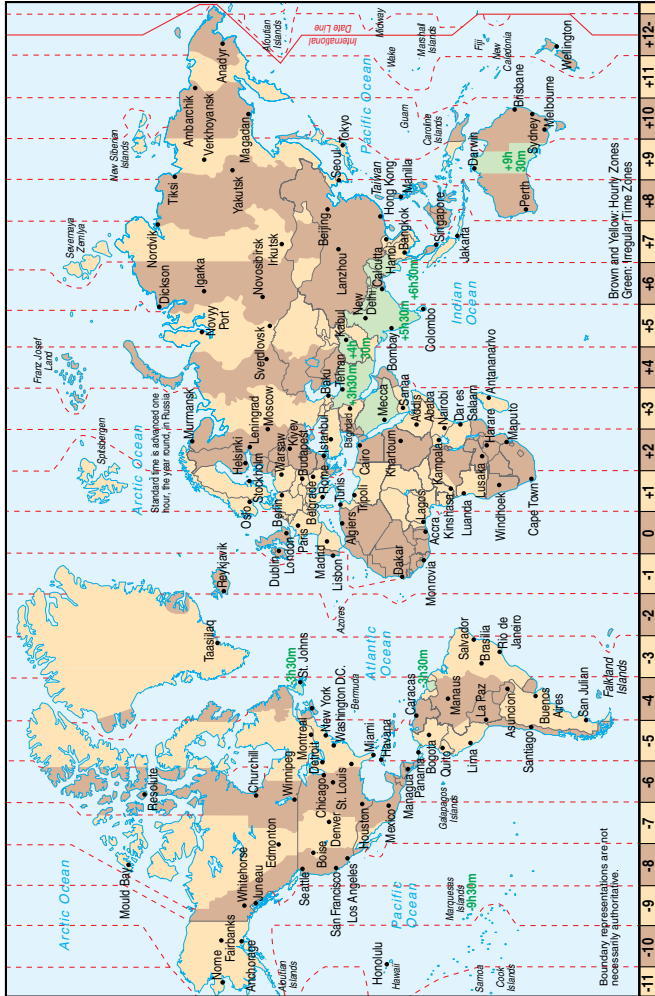 Arctic Ocean
Mould Bay
Resolute
Nome
Fairbanks
Anchorage
Aloutian
Islands
Whitehorse
Juneau
Edmonton
Churchill
Winnipeg
Seattle
Boise
San Francisco
Los Angeles
Denver
Chicago
St. Louis
Houston
Mexico
Detroit
Montreal
New York
Washington D.C.
Miami
Havana
Bermuda
St. Johns
-3h30m
Taasiilaq
Reykjavik
Azores
Atlantic
Ocean
Pacific
Ocean
Honolulu
Hawaii
Samoa
Cook
Islands
Marquesas
Islands
-9h30m
Galapagos
Islands
Managua
Panama
Bogota
Quito
Lima
Caracas
-3h30m
Manaus
La Paz
Asuncion
Santiago
Buenos
Aires
San Julian
Falkland
Islands
Salvador
Brasilia
Rio de
Janeiro
Boundary representations are not
necessarily authoritative.
Arctic Ocean
Standard time is advanced one
hour, the year round, in Russia
Spitsbergen
Franz Josef
Land
Severnaya
Zemlya
New Siberian
Islands
Murmansk
Helsinki
Leningrad
Oslo
Stockholm
Moscow
Dublin
London
Berlin
Warsaw
Kiyev
Paris
Belgrade
Budapest
Madrid
Rome
Istanbul
Lisbon
Algiers
Tunis
Tripoli
Cairo
Baghdad
Tehran
Baku
Kabul
+3h30m
+4h
30m
Mecca
Sanaa
Khartoum
Addis
Ababa
Dakar
Monrovia
Accra
Lagos
Kinshasa
Kampala
Nairobi
Luanda
Dar es
Salaam
Lusaka
Harare
Antananarivo
Windhoek
Maputo
Cape Town
Sverdlovsk
Novyy
Port
Dickson
Igarka
Nordvik
Novosibirsk
Irkutsk
Tiksi
Yakutsk
Verkhoyansk
Ambarchik
Magadan
Anadyr
Aloutian
Islands
International
Date Line
Lanzhou
Beijing
Seoul
Tokyo
New
Delhi
Calcutta
Bombay
+5h30m
+6h30m
Colombo
Hanoi
Bangkok
Hong Kong
Taiwan
Manilla
Singapore
Jakarta
Indian
Ocean
Pacific Ocean
Midway
Wake
Marshall
Islands
Guam
Caroline
Islands
Fiji
New
Caledonia
Darwin
+9h
30m
Perth
Brisbane
Sydney
Melbourne
Wellington
Brown and Yellow: Hourly Zones
Green: Irregular Time Zones
-11 -10 -9 -8 -7 -6 -5 -4 -3 -2 -1 0 +1 +2 +3 +4 +5 +6 +7 +8 +9 +10 +11 +12-